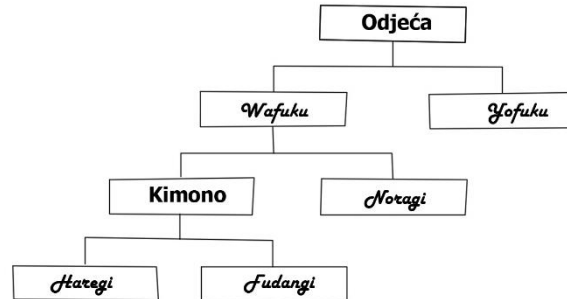 Odjeća
Wafuku
Yofuku
Kimono
Noragi
Haregi
Fudangi